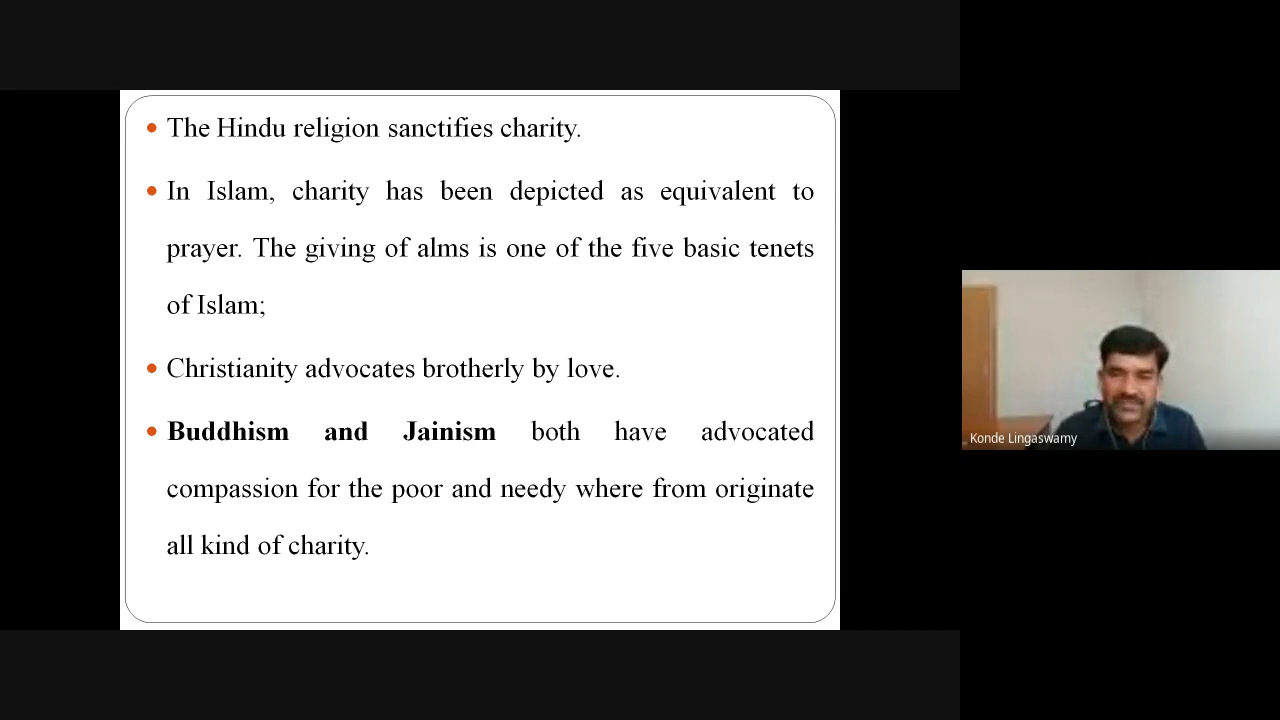 The Hindu religion sanctifies charity.
In Islam, charity has been depicted as equivalent to
prayer. The giving of alms is one of the five basic tenets
of Islam;
Christianity advocates brotherly by love.
Buddhism and Jainism both have advocated
compassion for the poor and needy where from originate
all kind of charity.
Konde Lingaswamy